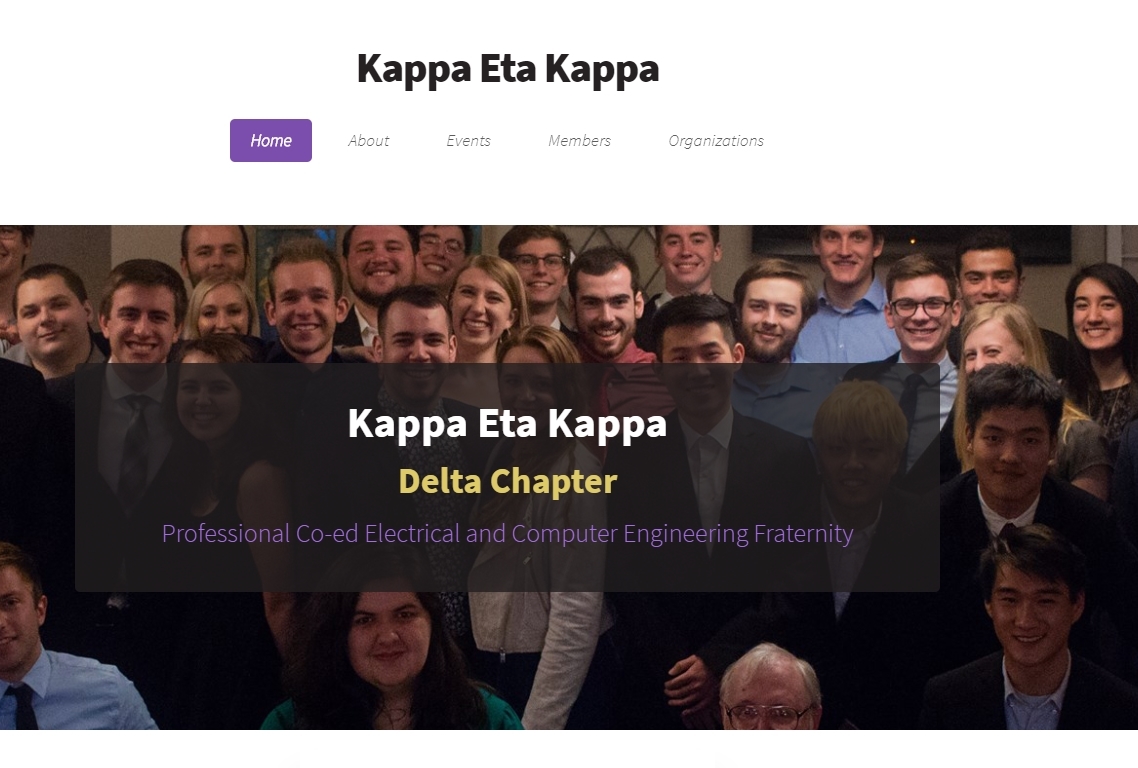 Kappa Eta Kappa
Home About Events Members Organizations
Kappa Eta Kappa
Delta Chapter
Professional Co-ed Electrical and Computer Engineering Fraternity